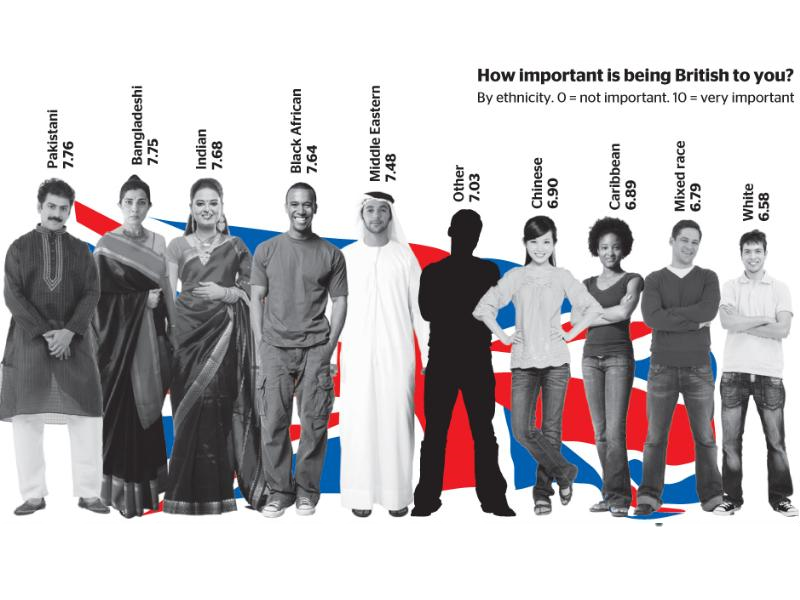 How important is being British to you?
By ethnicity. 0 = not important. 10 = very important
Pakistani
7.76
Bangladeshi
7.75
Indian
7.68
Black African
7.64
Middle Eastern
7.48
Other
7.03
Chinese
6.90
Caribbean
6.89
Mixed race
6.79
White
6.58